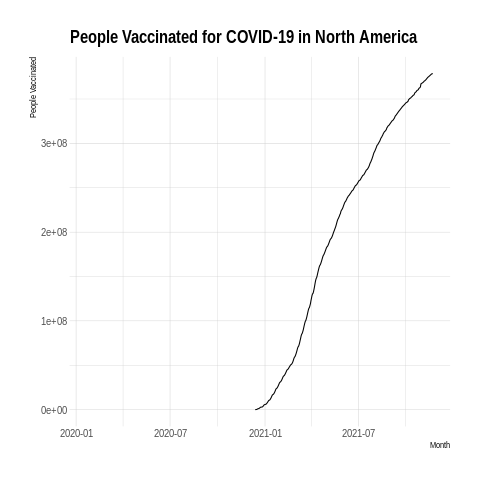 People Vaccinated for COVID-19 in North America
People Vaccinated
3e+08
2e+08
1e+08
0e+00
2020-01 2020-07 2021-01 2021-07
Month